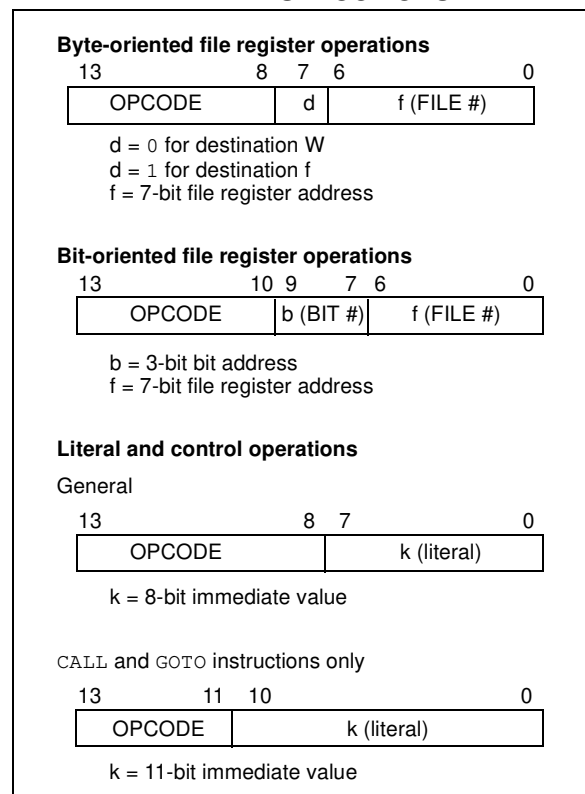 Byte-oriented file register operations
13 8 7 6 0
OPCODE d f (FILE #)
d = 0 for destination W
d = 1 for destination f
f = 7-bit file register address
Bit-oriented file register operations
13 10 9 7 6 0
OPCODE b (BIT #) f (FILE #)
b = 3-bit bit address
f = 7-bit file register address
Literal and control operations
General
13 8 7 0
OPCODE k (literal)
k = 8-bit immediate value
CALL and GOTO instructions only
13 11 10 0
OPCODE k (literal)
k = 11-bit immediate value